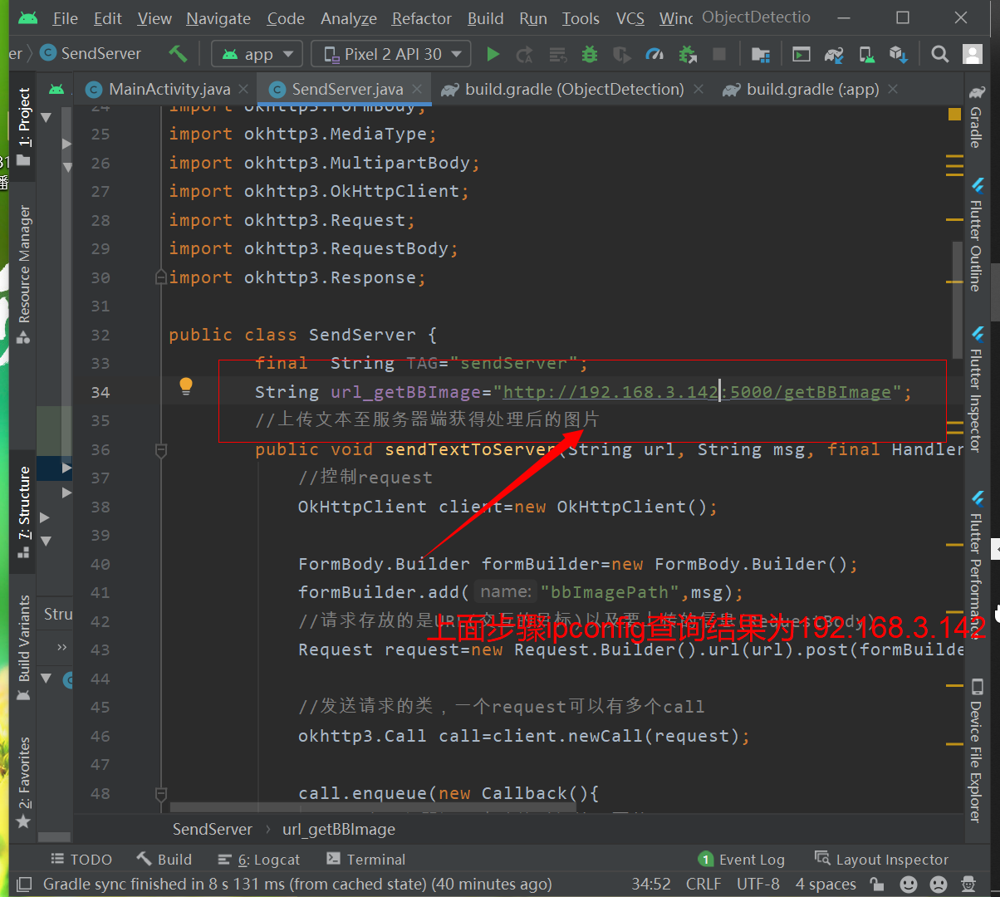 File Edit View Navigate Code Analyze Refactor Build Run Tools VCS Winc ObjectDetectio
er SendServer app Pixel 2 API 30
MainActivity.java SendServer.java build.gradle (ObjectDetection) build.gradle (:app)
1: Project
Resource Manager
7: Structure
Build Variants
2: Favorites
Stru
24 import okhttp3.FormBody;
25 import okhttp3.MediaType;
26 import okhttp3.MultipartBody;
27 import okhttp3.OkHttpClient;
28 import okhttp3.Request;
29 import okhttp3.RequestBody;
30 import okhttp3.Response;
31
32 public class SendServer {
33 final String TAG="sendServer";
34 String url_getBBImage="http://192.168.3.142:5000/getBBImage";
35 //上传文本至服务器端获得处理后的图片
36 public void sendTextToServer(String url, String msg, final Handler
37 //控制request
38 OkHttpClient client=new OkHttpClient();
39
40 FormBody.Builder formBuilder=new FormBody.Builder();
41 formBuilder.add( name: "bbImagePath",msg);
42 //请求存放的是URL(交互的目标)以及要上传的信息(RequestBody)
上面步骤ipconfig查询结果为192.168.3.142
43 Request request=new Request.Builder().url(url).post(formBuilde
44
45 //发送请求的类，一个request可以有多个call
46 okhttp3.Call call=client.newCall(request);
47
48 call.enqueue(new Callback(){
Gradle
Flutter Outline
Flutter Inspector
Flutter Performance
Device File Explorer
SendServer › url_getBBImage
TODO Build 6: Logcat Terminal 1 Event Log Layout Inspector
Gradle sync finished in 8 s 131 ms (from cached state) (40 minutes ago) 34:52 CRLF UTF-8 4 spaces